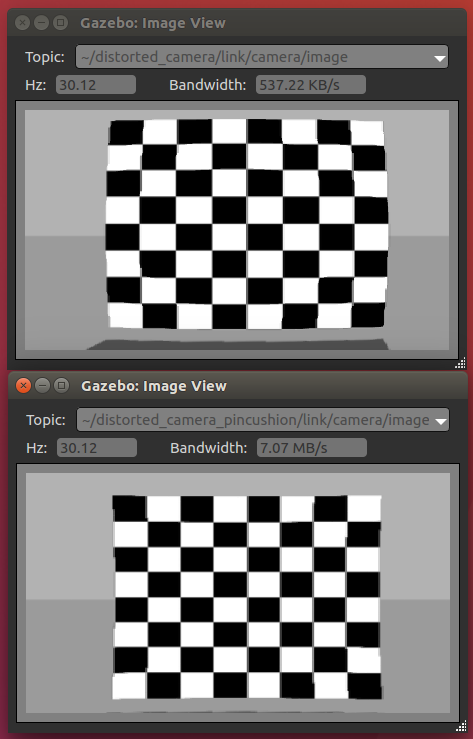 Gazebo: Image View
Topic: ~/distorted_camera/link/camera/image
Hz: 30.12 Bandwidth: 537.22 KB/s
Gazebo: Image View
Topic: ~/distorted_camera_pincushion/link/camera/image
Hz: 30.12 Bandwidth: 7.07 MB/s